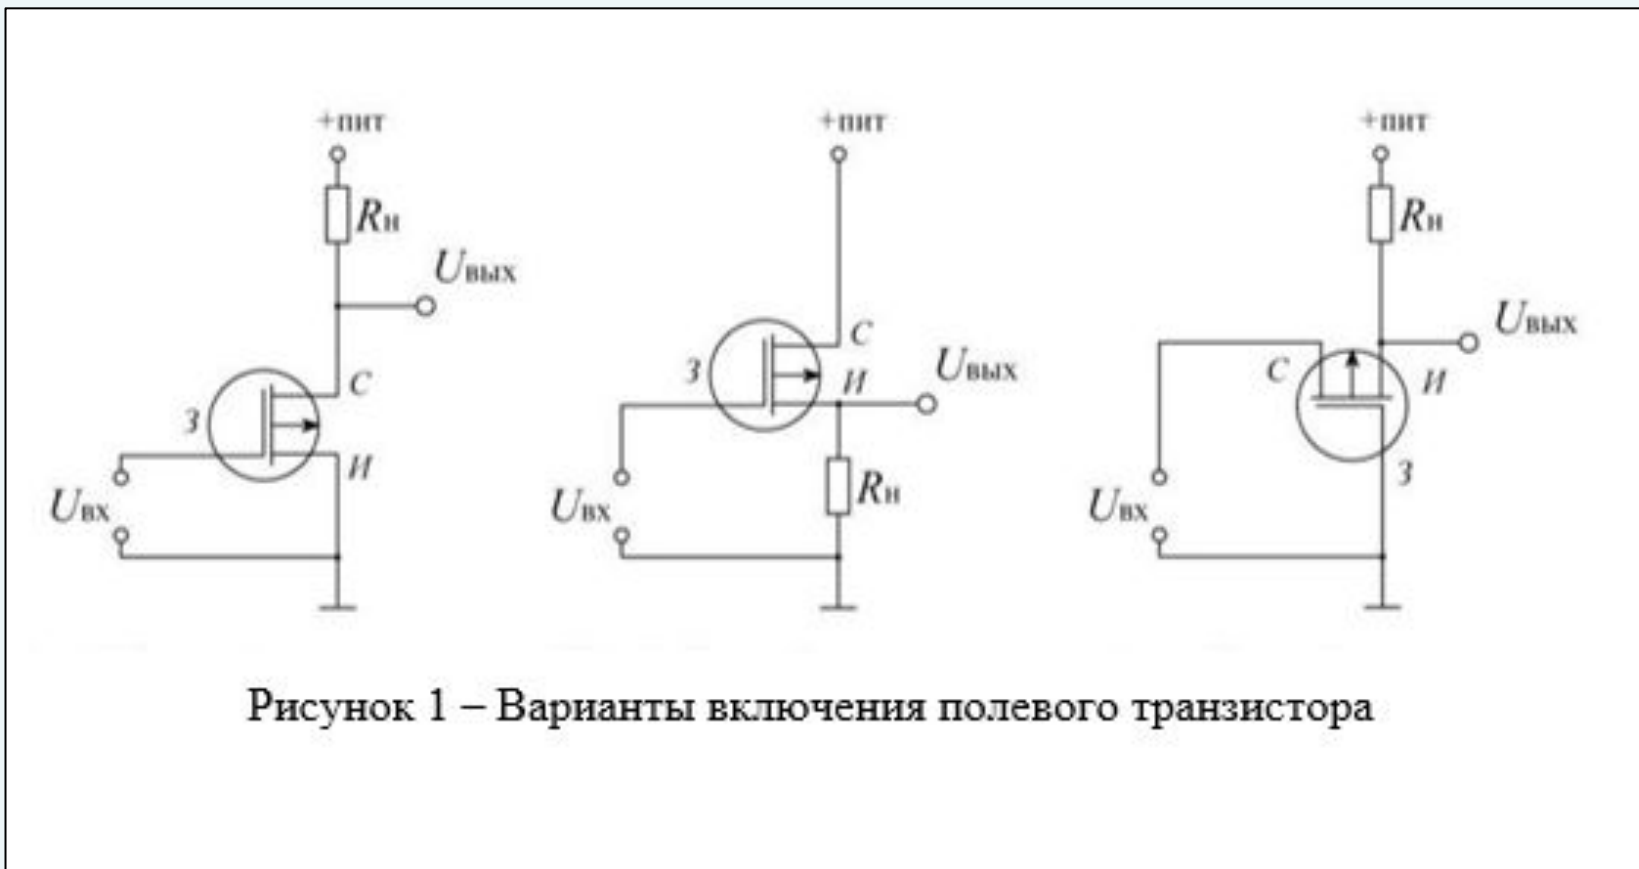 +пит
+пит
+пит
Rн
Rн
Uвых
Uвых
С
С
Uвых
З
И
С
И
З
С
И
З
И
З
Uвх
Uвх
Rн
Uвх
Рисунок 1 – Варианты включения полевого транзистора